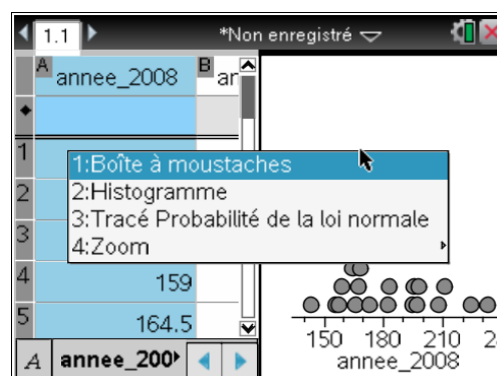 1.1 *Non enregistré
A annee_2008 B an
1
1:Boîte à moustaches
2 2:Histogramme
3:Tracé Probabilité de la loi normale
3
4:Zoom
4 159
5 164.5
150 180 210
annee_2008
A annee_200